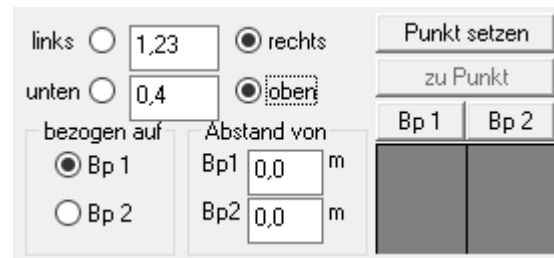 links 1,23 rechts Punkt setzen
unten 0,4 oben zu Punkt
Bp 1 Bp 2
bezogen auf Abstand von
Bp 1 Bp1 0,0 m
Bp 2 Bp2 0,0 m